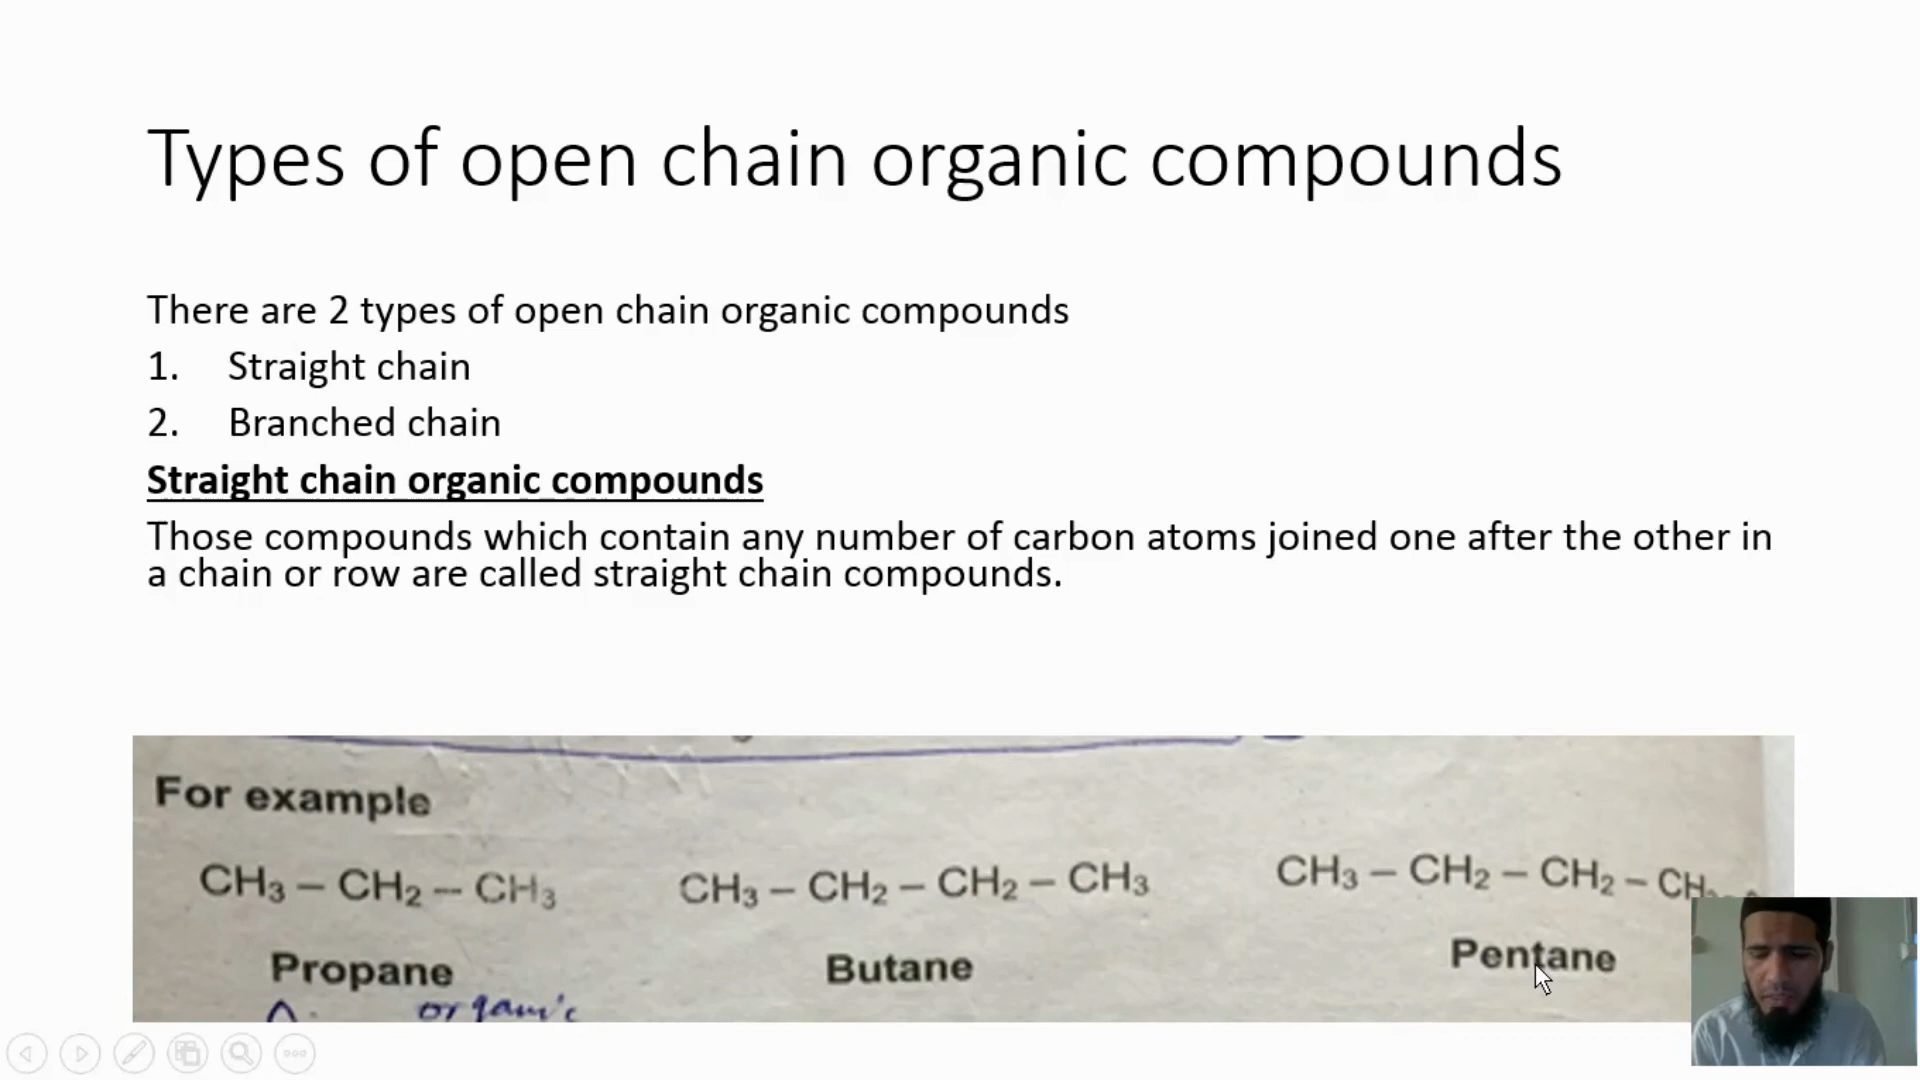 Types of open chain organic compounds
There are 2 types of open chain organic compounds
1. Straight chain
2. Branched chain
Straight chain organic compounds
Those compounds which contain any number of carbon atoms joined one after the other in
a chain or row are called straight chain compounds.
For example
CH₃ – CH₂ – CH₃
CH₃ – CH₂ – CH₂ – CH₃
CH₃ – CH₂ – CH₂ – CH
Propane
Butane
Pentane
organic